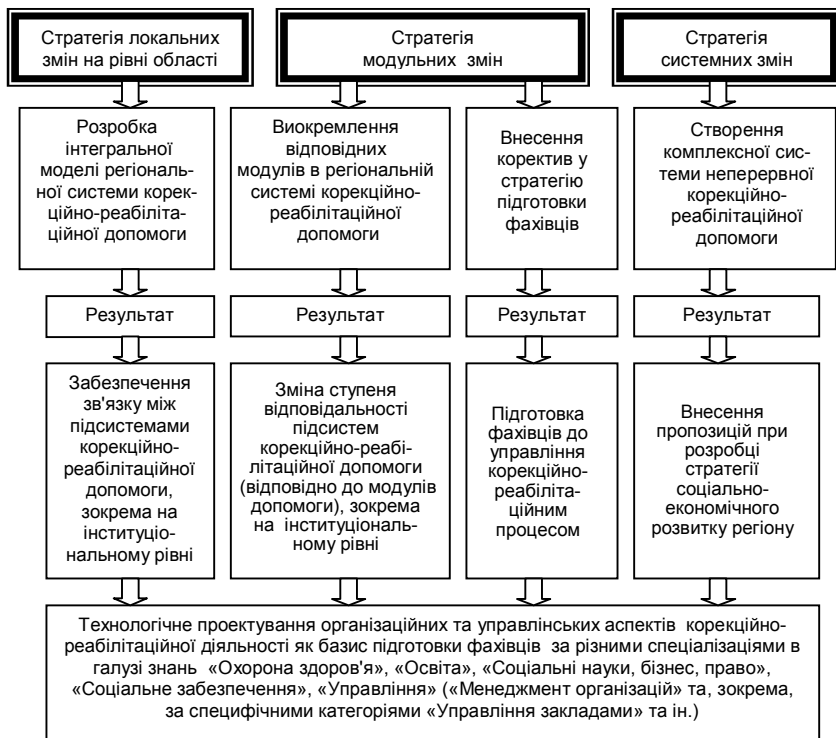 Стратегія локальних
змін на рівні області
Стратегія
модульних змін
Стратегія
системних змін
Розробка
інтегральної
моделі регіональ-
ної системи корек-
ційно-реабіліта-
ційної допомоги
Виокремлення
відповідних
модулів в регіональній
системі корекційно-
реабілітаційної
допомоги
Внесення
коректив у
стратегію
підготовки
фахівців
Створення
комплексної сис-
теми неперервної
корекційно-
реабілітаційної
допомоги
Результат
Результат
Результат
Результат
Забезпечення
зв'язку між
підсистемами
корекційно-
реабілітаційної
допомоги,
зокрема на
інституціо-
нальному рівні
Зміна ступеня
відповідальності
підсистем
корекційно-реабі-
літаційної допомоги
(відповідно до модулів
допомоги), зокрема
на інституціональ-
ному рівні
Підготовка
фахівців до
управління
корекційно-
реабіліта-
ційним
процесом
Внесення
пропозицій при
розробці
стратегії
соціально-
економічного
розвитку регіону
Технологічне проектування організаційних та управлінських аспектів корекційно-
реабілітаційної діяльності як базис підготовки фахівців за різними спеціалізаціями в
галузі знань «Охорона здоров'я», «Освіта», «Соціальні науки, бізнес, право»,
«Соціальне забезпечення», «Управління» («Менеджмент організацій» та, зокрема,
за специфічними категоріями «Управління закладами» та ін.)